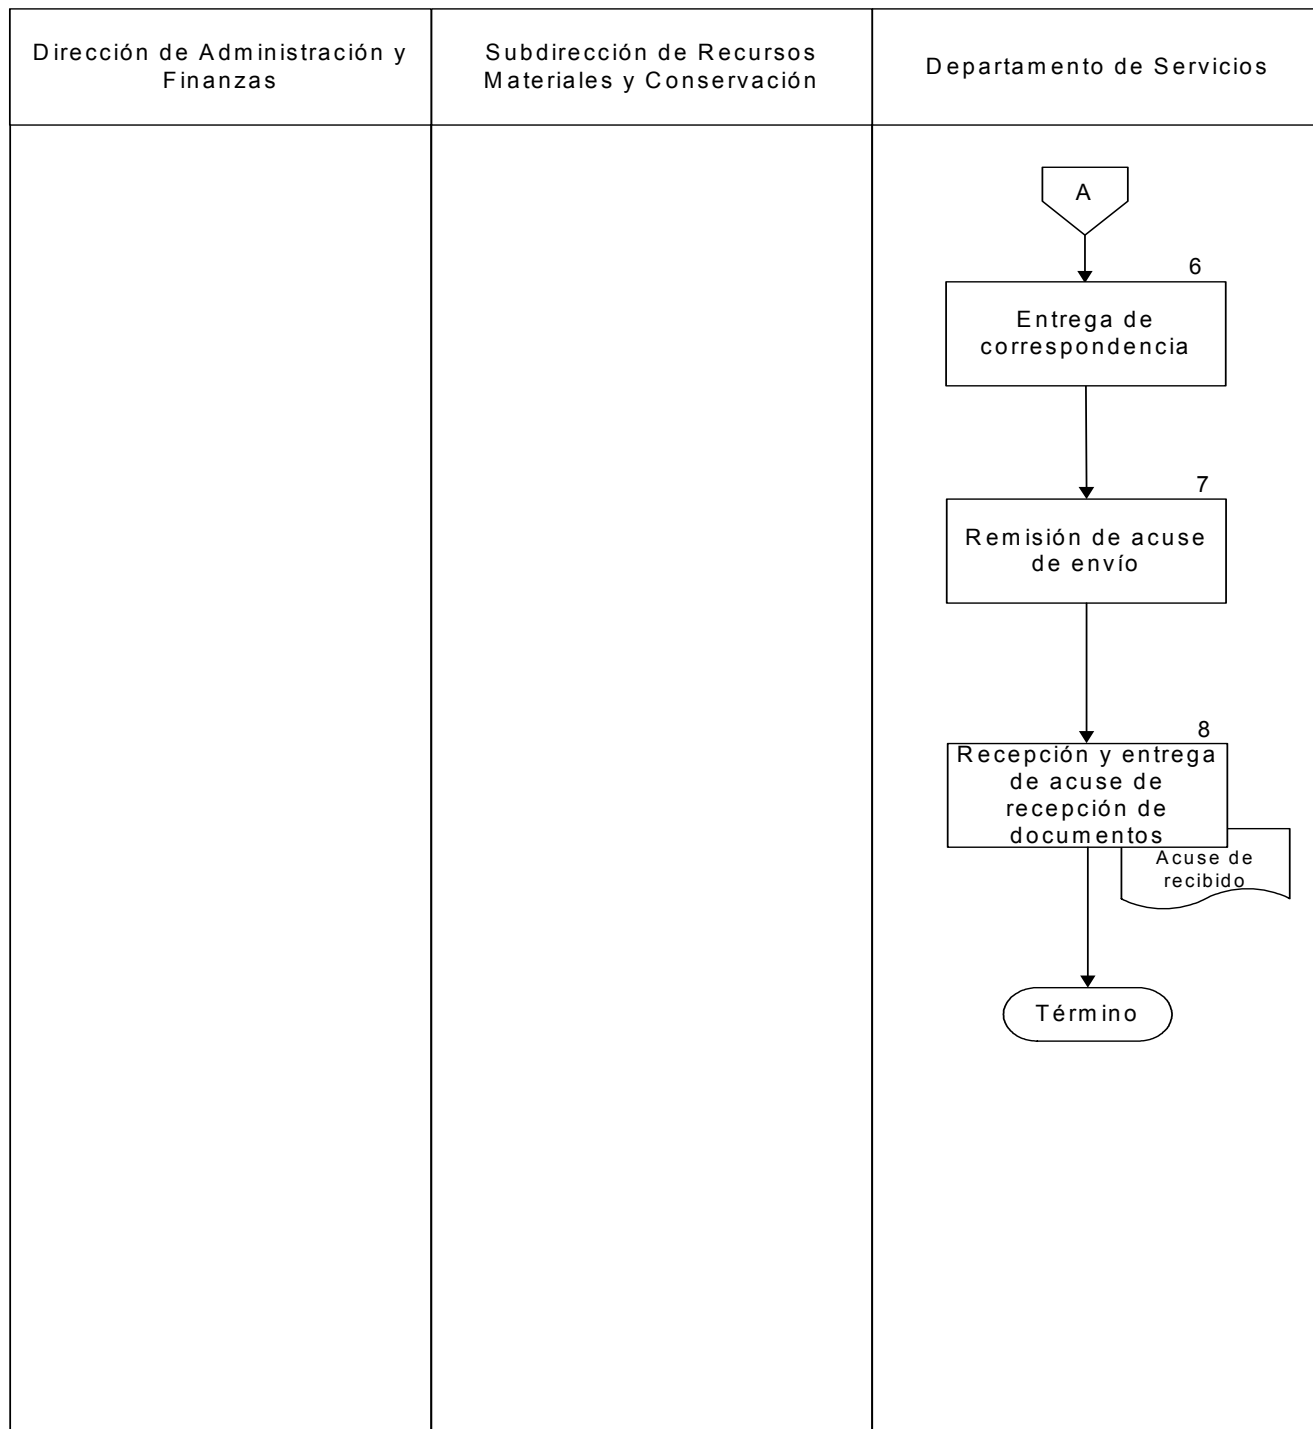 Dirección de Administración y
Finanzas
Subdirección de Recursos
Materiales y Conservación
Departamento de Servicios
A
6
Entrega de
correspondencia
7
Remisión de acuse
de envío
8
Recepción y entrega
de acuse de
recepción de
documentos
Acuse de
recibido
Término